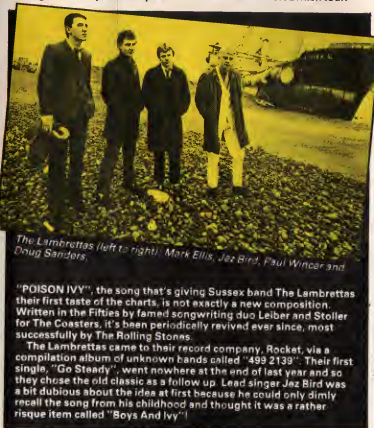 The Lambrettas (left to right): Mark Ellis, Jez Bird, Paul Wincer and
Doug Sanders.
"POISON IVY", the song that's giving Sussex band The Lambrettas
their first taste of the charts, is not exactly a new composition.
Written in the Fifties by famed songwriting duo Leiber and Stoller
for The Coasters, it's been periodically revived ever since, most
successfully by The Rolling Stones.
The Lambrettas came to their record company, Rocket, via a
compilation album of unknown bands called "499 2139". Their first
single, "Go Steady", went nowhere at the end of last year and so
they chose the old classic as a follow up. Lead singer Jez Bird was
a bit dubious about the idea at first because he could only dimly
recall the song from his childhood and thought it was a rather
risque item called "Boys And Ivy"!